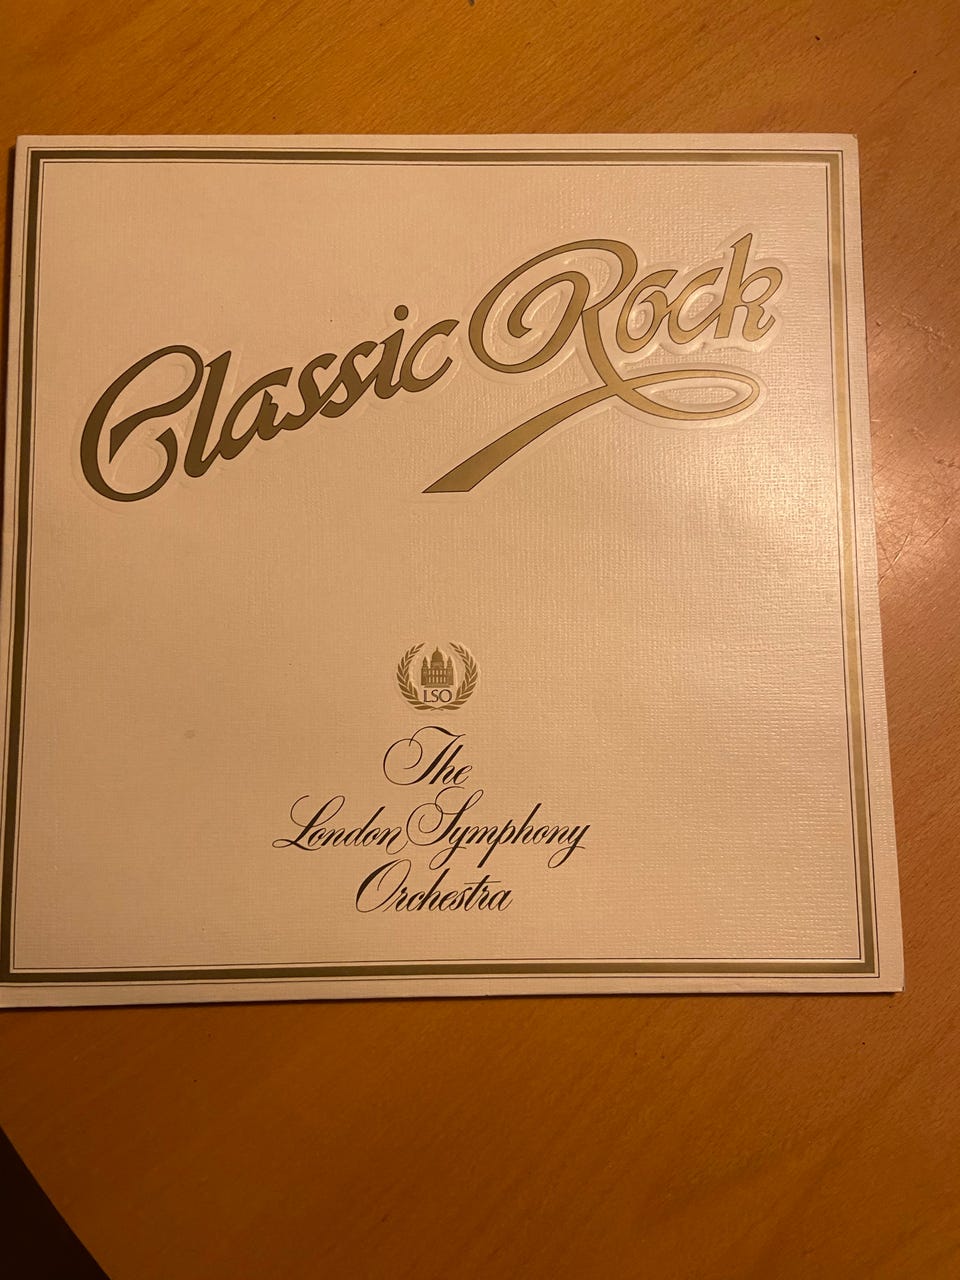 Classic Rock
LSO
The
London Symphony
Orchestra